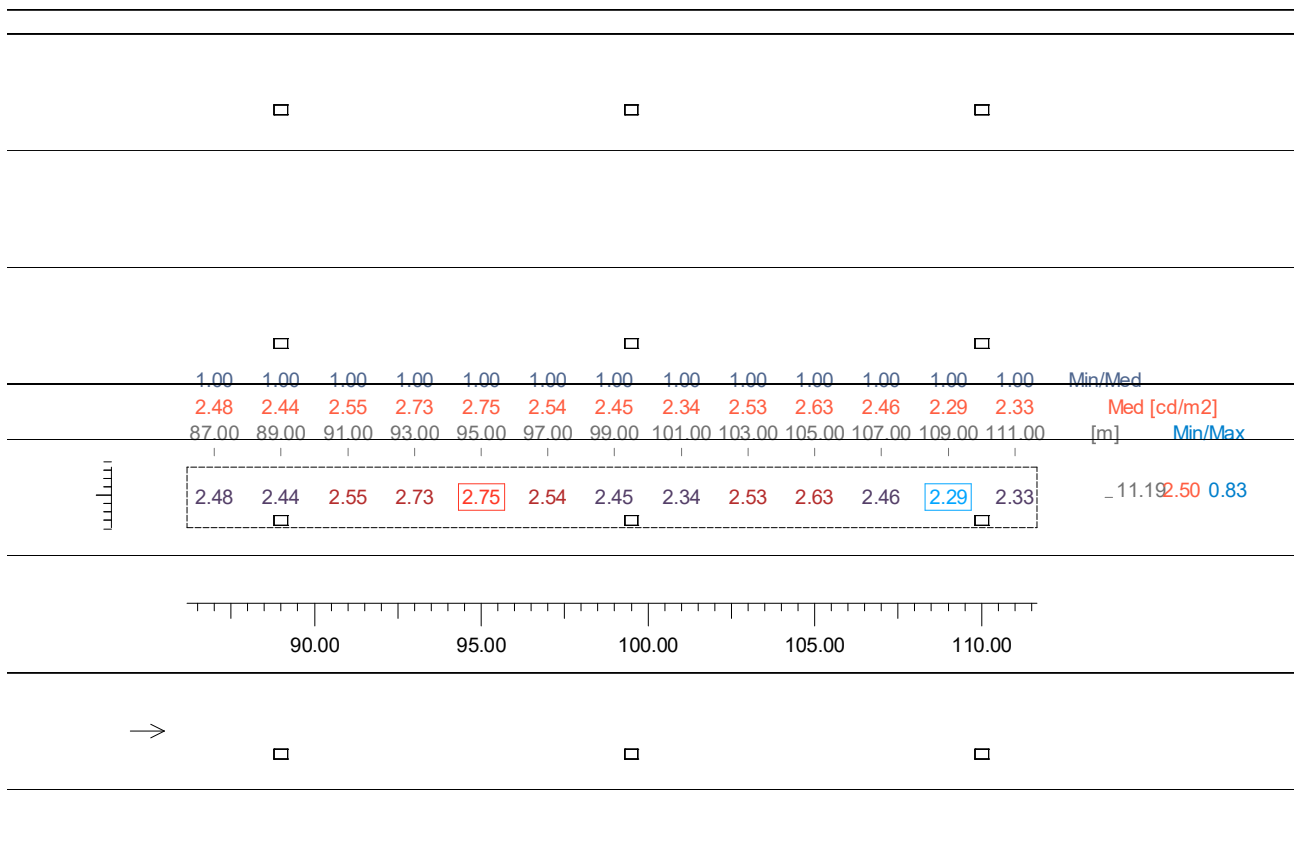 1.00 1.00 1.00 1.00 1.00 1.00 1.00 1.00 1.00 1.00 1.00 1.00 1.00 Min/Med
2.48 2.44 2.55 2.73 2.75 2.54 2.45 2.34 2.53 2.63 2.46 2.29 2.33 Med [cd/m2]
87.00 89.00 91.00 93.00 95.00 97.00 99.00 101.00 103.00 105.00 107.00 109.00 111.00 [m] Min/Max
2.48 2.44 2.55 2.73 2.75 2.54 2.45 2.34 2.53 2.63 2.46 2.29 2.33 _ 11.19 2.50 0.83
90.00 95.00 100.00 105.00 110.00